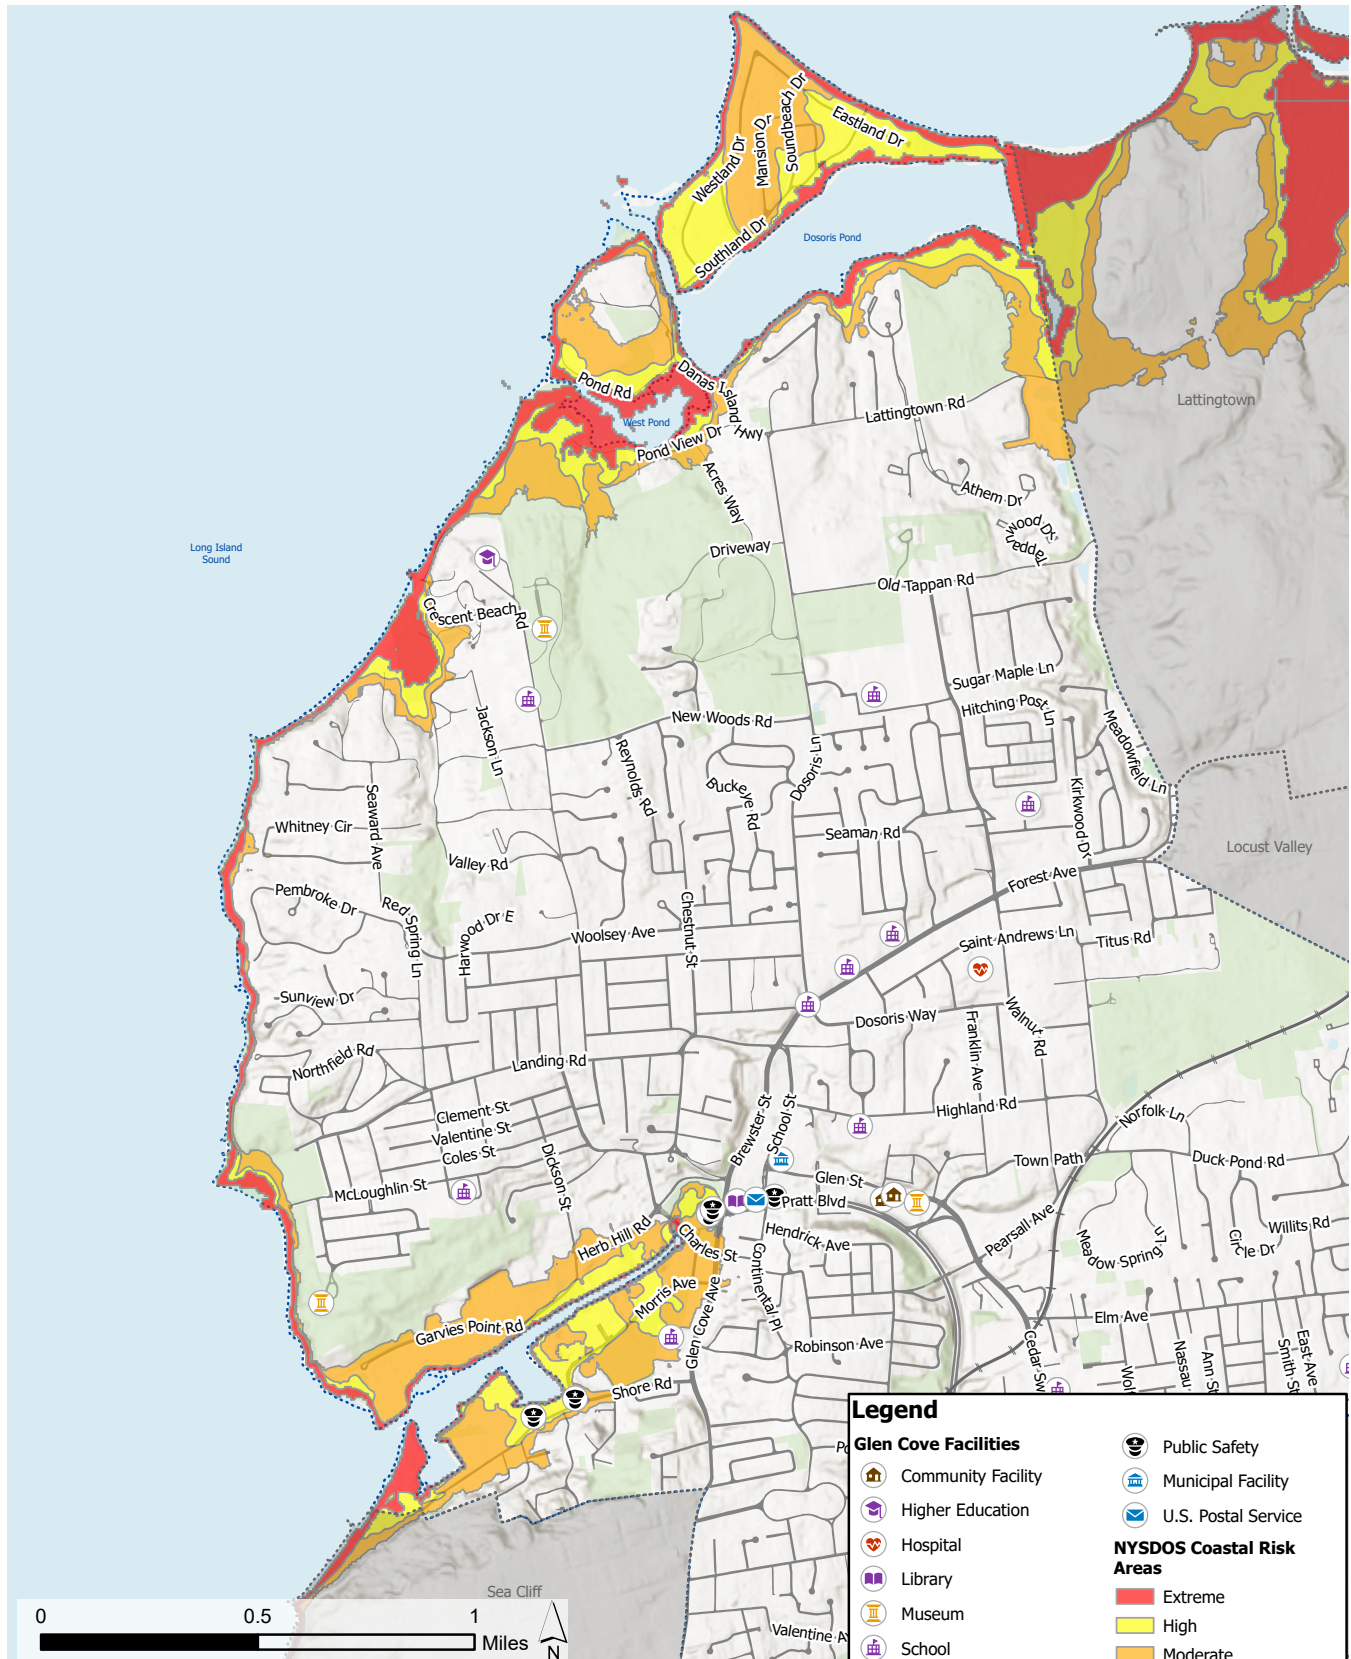 Eastland Dr
Soundbeach Dr
Mansion Dr
Westland Dr
Southland Dr
Dosoris Pond
Pond Rd
Danas Island Hwy
West Pond
Pond View Dr
Lattingtown Rd
Lattingtown
Acres Way
Athem Dr
Tappen
wood Ds
Long Island
Sound
Driveway
Old Tappan Rd
Crescent Beach Rd
Sugar Maple Ln
Hitching Post Ln
Meadowfield Ln
Jackson Ln
New Woods Rd
Reynolds Rd
Buckeye Rd
Dosoris Ln
Kirkwood Dr
Seaward Ave
Whitney Cir
Seaman Rd
Valley Rd
Locust Valley
Forest Ave
Pembroke Dr
Red Spring Ln
Harwood Dr E
Chestnut St
Woolsey Ave
Saint Andrews Ln
Titus Rd
Sunview Dr
Dosoris Way
Franklin Ave
Walnut Rd
Northfield Rd
Landing Rd
Clement St
Valentine St
Coles St
Brewster St
School St
Highland Rd
Norfolk Ln
Dickson St
McLoughlin St
Glen St
Town Path
Duck Pond Rd
Pratt Blvd
Herb Hill Rd
Charles St
Hendrick Ave
Continental Pl
Pearsall Ave
Meadow Spring Ln
Circle Dr
Willits Rd
Morris Ave
Garvies Point Rd
Glen Cove Ave
Robinson Ave
Elm Ave
Cedar Sw
Wol
Nassau
Ann St
Smith St
East Ave
Shore Rd
Po
Sea Cliff
Valentine A
0 0.5 1
Miles
N
Legend
Glen Cove Facilities
Community Facility
Higher Education
Hospital
Library
Museum
School
Public Safety
Municipal Facility
U.S. Postal Service
NYSDOS Coastal Risk
Areas
Extreme
High
Moderate